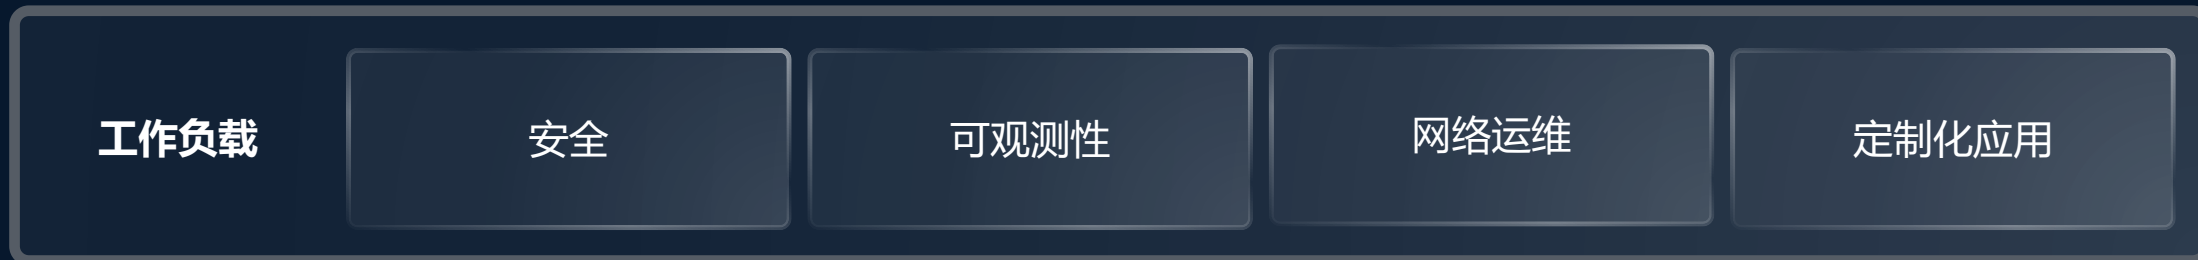 工作负载
安全
可观测性
网络运维
定制化应用